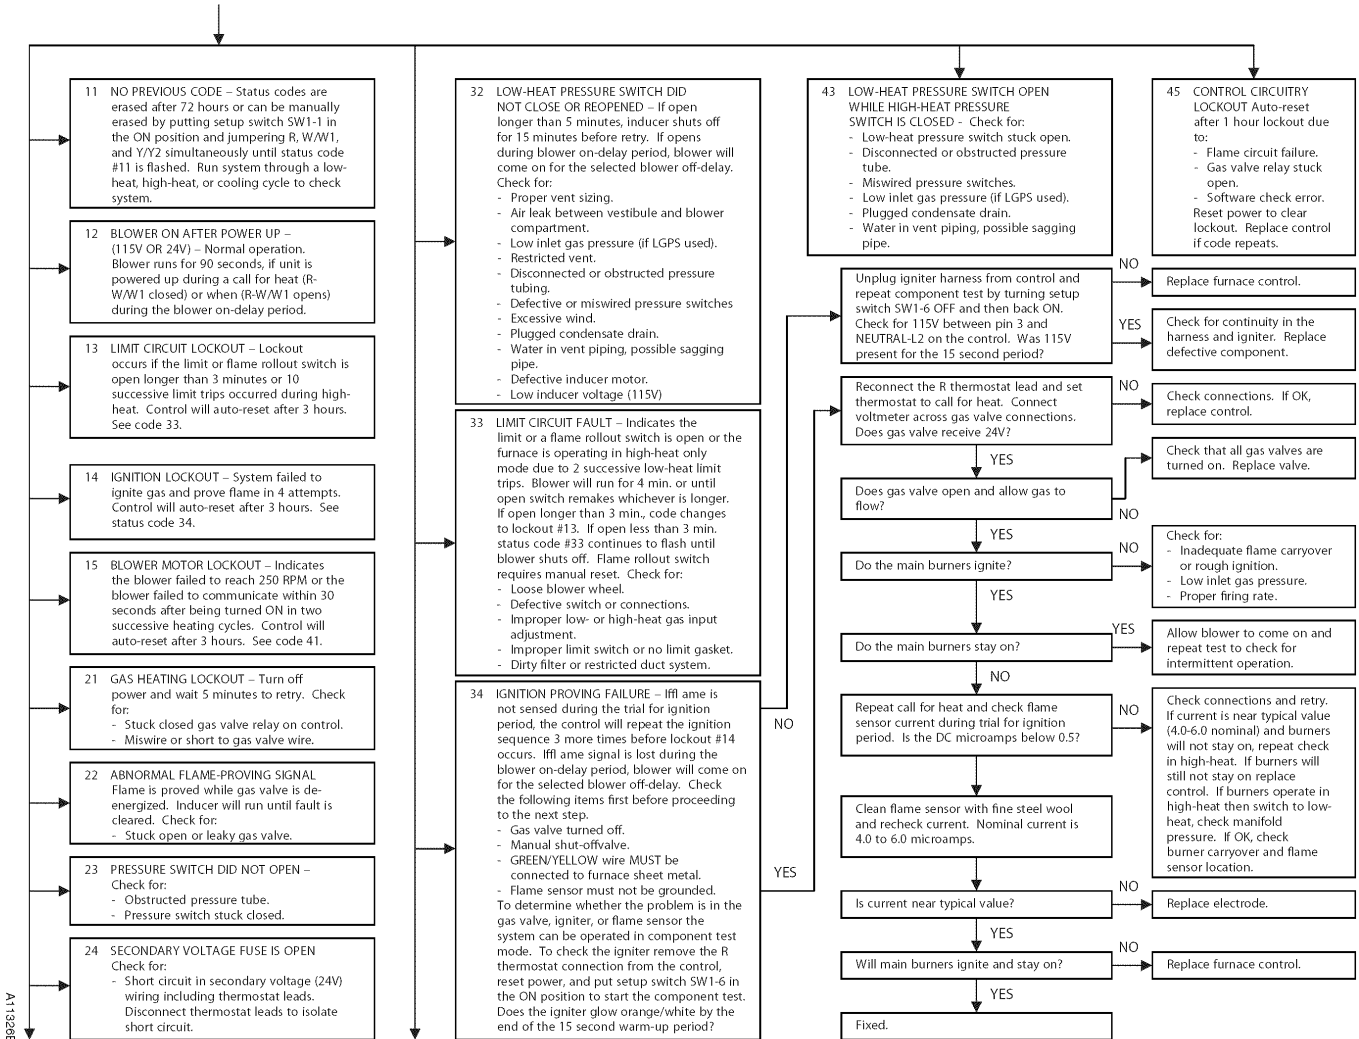 11 NO PREVIOUS CODE – Status codes are
erased after 72 hours or can be manually
erased by putting setup switch SW1-1 in
the ON position and jumpering R, W/W1,
and Y/Y2 simultaneously until status code
#11 is flashed. Run system through a low-
heat, high-heat, or cooling cycle to check
system.
12 BLOWER ON AFTER POWER UP –
(115V OR 24V) – Normal operation.
Blower runs for 90 seconds, if unit is
powered up during a call for heat (R-
W/W1 closed) or when (R-W/W1 opens)
during the blower on-delay period.
13 LIMIT CIRCUIT LOCKOUT – Lockout
occurs if the limit or flame rollout switch is
open longer than 3 minutes or 10
successive limit trips occurred during high-
heat. Control will auto-reset after 3 hours.
See code 33.
14 IGNITION LOCKOUT – System failed to
ignite gas and prove flame in 4 attempts.
Control will auto-reset after 3 hours. See
status code 34.
15 BLOWER MOTOR LOCKOUT – Indicates
the blower failed to reach 250 RPM or the
blower failed to communicate within 30
seconds after being turned ON in two
successive heating cycles. Control will
auto-reset after 3 hours. See code 41.
21 GAS HEATING LOCKOUT – Turn off
power and wait 5 minutes to retry. Check
for:
- Stuck closed gas valve relay on control.
- Miswire or short to gas valve wire.
22 ABNORMAL FLAME-PROVING SIGNAL
Flame is proved while gas valve is de-
energized. Inducer will run until fault is
cleared. Check for:
- Stuck open or leaky gas valve.
23 PRESSURE SWITCH DID NOT OPEN –
Check for:
- Obstructed pressure tube.
- Pressure switch stuck closed.
24 SECONDARY VOLTAGE FUSE IS OPEN
Check for:
- Short circuit in secondary voltage (24V)
wiring including thermostat leads.
Disconnect thermostat leads to isolate
short circuit.
32 LOW-HEAT PRESSURE SWITCH DID
NOT CLOSE OR REOPENED – If open
longer than 5 minutes, inducer shuts off
for 15 minutes before retry. If opens
during blower on-delay period, blower will
come on for the selected blower off-delay.
Check for:
- Proper vent sizing.
- Air leak between vestibule and blower
compartment.
- Low inlet gas pressure (if LGPS used).
- Restricted vent.
- Disconnected or obstructed pressure
tubing.
- Defective or miswired pressure switches
- Excessive wind.
- Plugged condensate drain.
- Water in vent piping, possible sagging
pipe.
- Defective inducer motor.
- Low inducer voltage (115V)
33 LIMIT CIRCUIT FAULT – Indicates the
limit or a flame rollout switch is open or the
furnace is operating in high-heat only
mode due to 2 successive low-heat limit
trips. Blower will run for 4 min. or until
open switch remakes whichever is longer.
If open longer than 3 min., code changes
to lockout #13. If open less than 3 min.
status code #33 continues to flash until
blower shuts off. Flame rollout switch
requires manual reset. Check for:
- Loose blower wheel.
- Defective switch or connections.
- Improper low- or high-heat gas input
adjustment.
- Improper limit switch or no limit gasket.
- Dirty filter or restricted duct system.
34 IGNITION PROVING FAILURE – Iffl ame is
not sensed during the trial for ignition
period, the control will repeat the ignition
sequence 3 more times before lockout #14
occurs. Iffl ame signal is lost during the
blower on-delay period, blower will come on
for the selected blower off-delay. Check
the following items first before proceeding
to the next step.
- Gas valve turned off.
- Manual shut-offvalve.
- GREEN/YELLOW wire MUST be
connected to furnace sheet metal.
- Flame sensor must not be grounded.
To determine whether the problem is in the
gas valve, igniter, or flame sensor the
system can be operated in component test
mode. To check the igniter remove the R
thermostat connection from the control,
reset power, and put setup switch SW1-6 in
the ON position to start the component test.
Does the igniter glow orange/white by the
end of the 15 second warm-up period?
NO
YES
43 LOW-HEAT PRESSURE SWITCH OPEN
WHILE HIGH-HEAT PRESSURE
SWITCH IS CLOSED - Check for:
- Low-heat pressure switch stuck open.
- Disconnected or obstructed pressure
tube.
- Miswired pressure switches.
- Low inlet gas pressure (if LGPS used).
- Plugged condensate drain.
- Water in vent piping, possible sagging
pipe.
45 CONTROL CIRCUITRY
LOCKOUT Auto-reset
after 1 hour lockout due
to:
- Flame circuit failure.
- Gas valve relay stuck
open.
- Software check error.
Reset power to clear
lockout. Replace control
if code repeats.
Unplug igniter harness from control and
repeat component test by turning setup
switch SW1-6 OFF and then back ON.
Check for 115V between pin 3 and
NEUTRAL-L2 on the control. Was 115V
present for the 15 second period?
NO
Replace furnace control.
YES
Check for continuity in the
harness and igniter. Replace
defective component.
Reconnect the R thermostat lead and set
thermostat to call for heat. Connect
voltmeter across gas valve connections.
Does gas valve receive 24V?
NO
Check connections. If OK,
replace control.
YES
Does gas valve open and allow gas to
flow?
Check that all gas valves are
turned on. Replace valve.
NO
YES
Do the main burners ignite?
NO
Check for:
- Inadequate flame carryover
or rough ignition.
- Low inlet gas pressure.
- Proper firing rate.
YES
Do the main burners stay on?
YES
Allow blower to come on and
repeat test to check for
intermittent operation.
NO
Repeat call for heat and check flame
sensor current during trial for ignition
period. Is the DC microamps below 0.5?
NO
Check connections and retry.
If current is near typical value
(4.0-6.0 nominal) and burners
will not stay on, repeat check
in high-heat. If burners will
still not stay on replace
control. If burners operate in
high-heat then switch to low-
heat, check manifold
pressure. If OK, check
burner carryover and flame
sensor location.
Clean flame sensor with fine steel wool
and recheck current. Nominal current is
4.0 to 6.0 microamps.
Is current near typical value?
NO
Replace electrode.
YES
Will main burners ignite and stay on?
NO
Replace furnace control.
YES
Fixed.